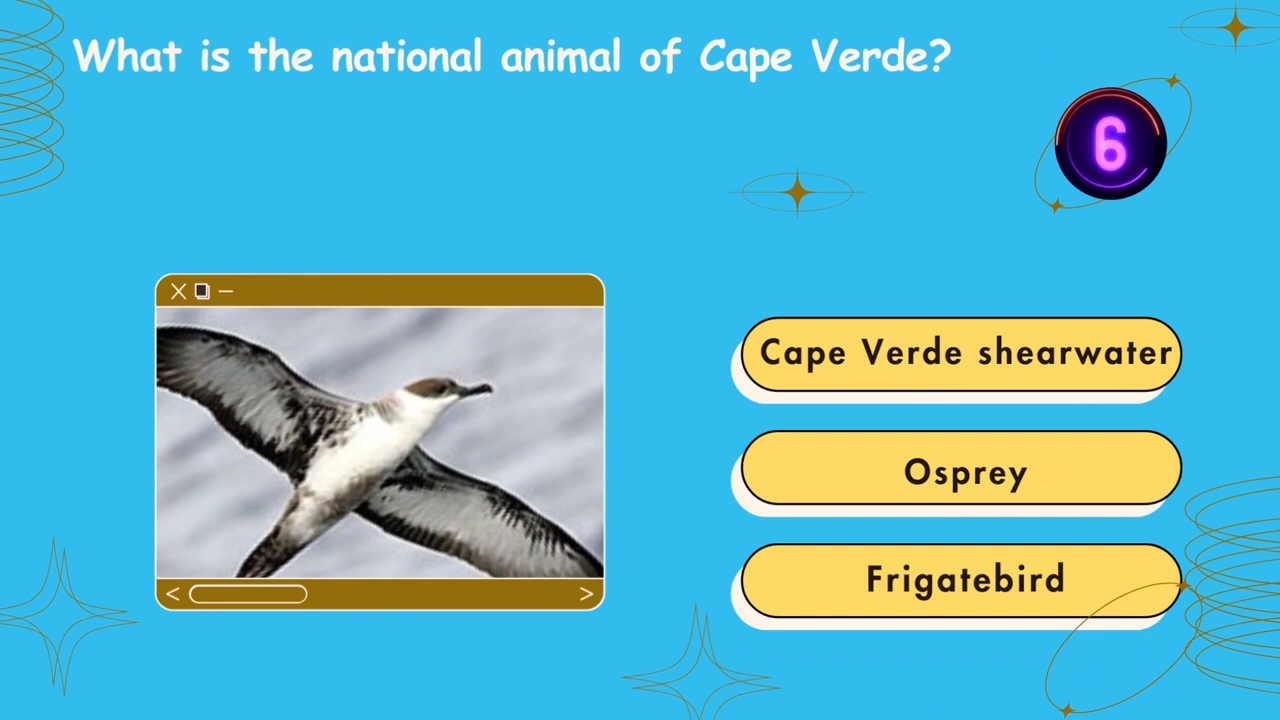 What is the national animal of Cape Verde?
6
Cape Verde shearwater
Osprey
Frigatebird